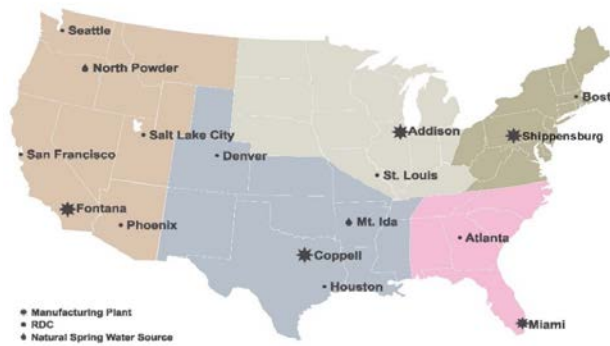 Seattle
North Powder
Bost
Addison
Shippensburg
Salt Lake City
San Francisco
Denver
St. Louis
Fontana
Phoenix
Mt. Ida
Atlanta
Coppell
Houston
Manufacturing Plant
RDC
Natural Spring Water Source
Miami